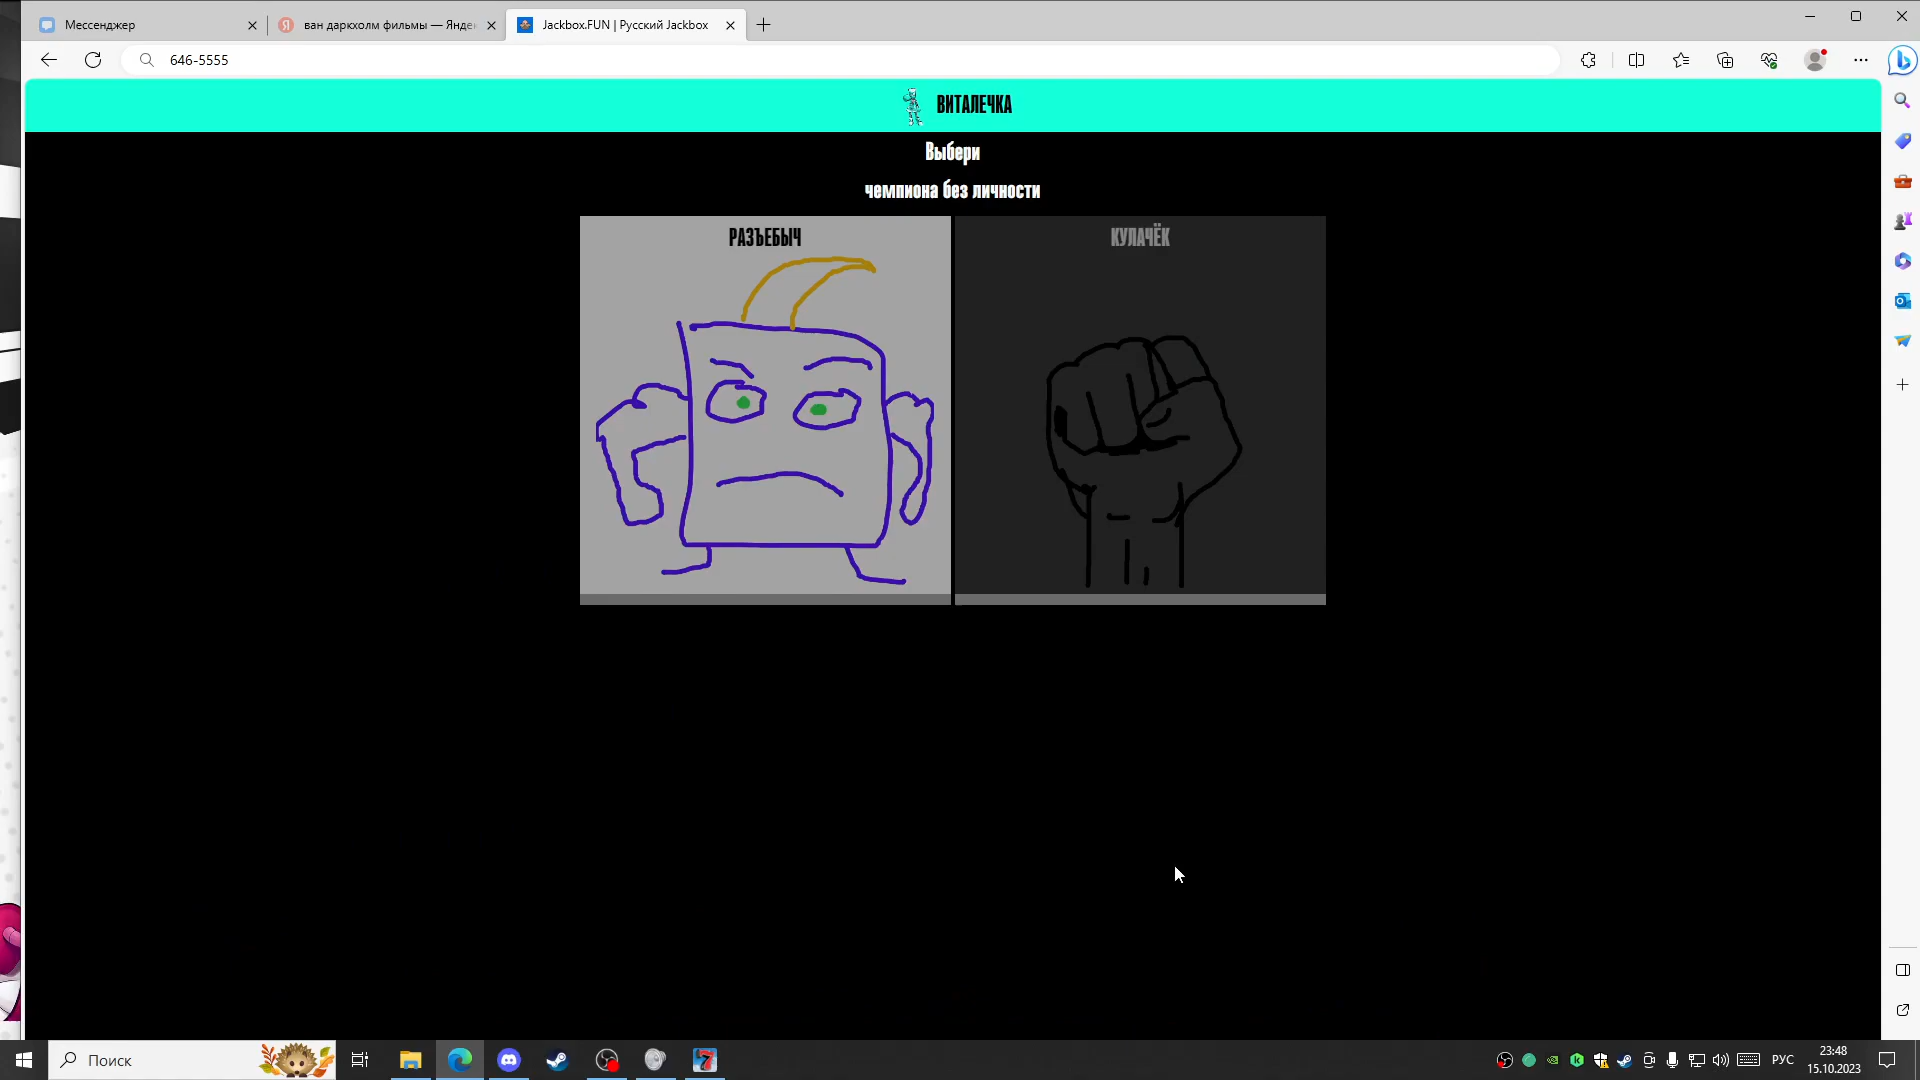 Мессенджер
ван даркхолм фильмы — Яндек
Jackbox.FUN | Русский Jackbox
646-5555
ВИТАЛЕЧКА
Выбери
чемпиона без личности
РАЗЪЕБЫЧ
КУЛАЧЁК
Поиск
РУС
23:48
15.10.2023